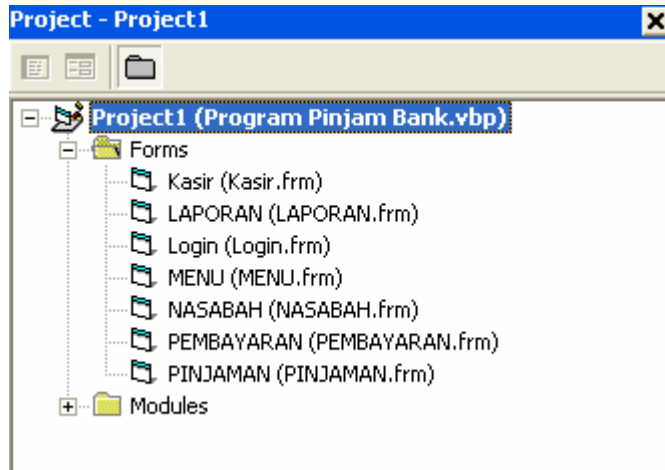 Project - Project1
Project1 (Program Pinjam Bank.vbp)
Forms
Kasir (Kasir.frm)
LAPORAN (LAPORAN.frm)
Login (Login.frm)
MENU (MENU.frm)
NASABAH (NASABAH.frm)
PEMBAYARAN (PEMBAYARAN.frm)
PINJAMAN (PINJAMAN.frm)
Modules